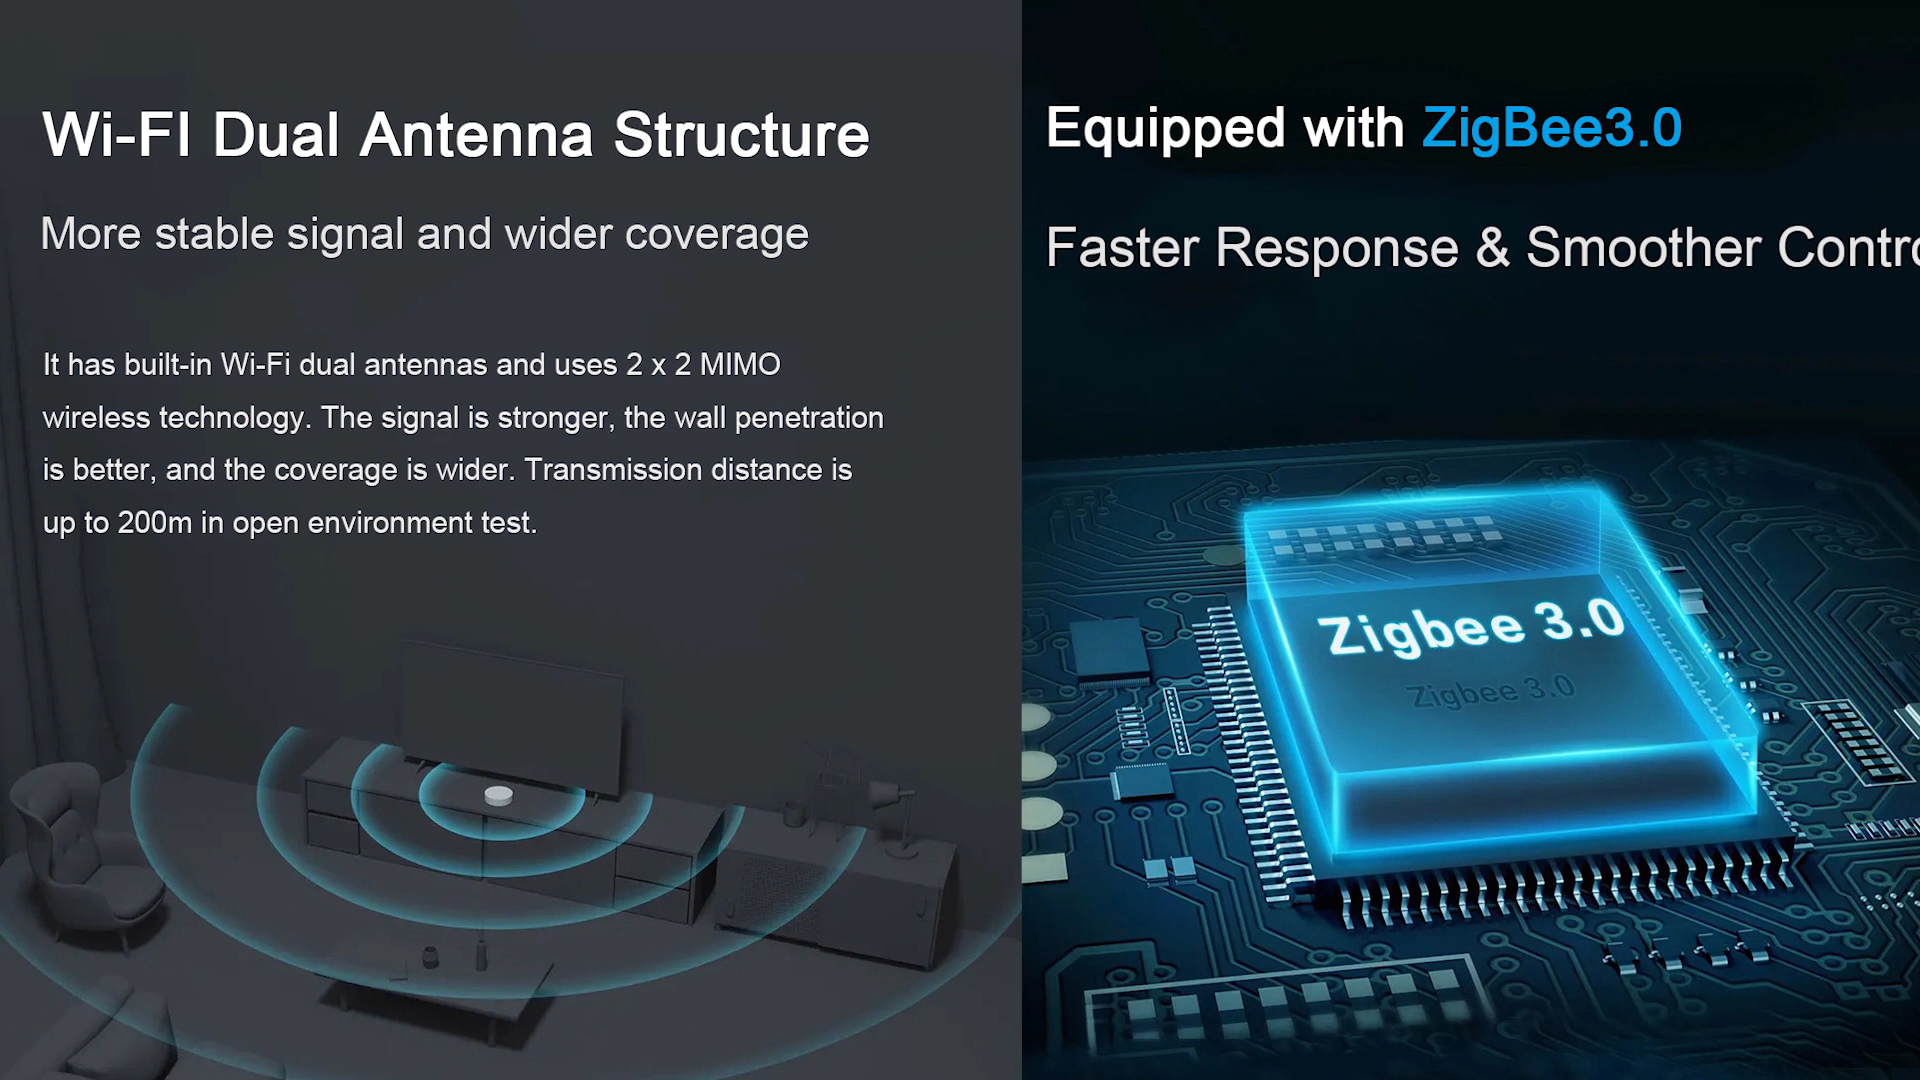 Wi-FI Dual Antenna Structure
More stable signal and wider coverage
It has built-in Wi-Fi dual antennas and uses 2 x 2 MIMO
wireless technology. The signal is stronger, the wall penetration
is better, and the coverage is wider. Transmission distance is
up to 200m in open environment test.
Equipped with ZigBee3.0
Faster Response & Smoother Contro
Zigbee 3.0
Zigbee 3.0